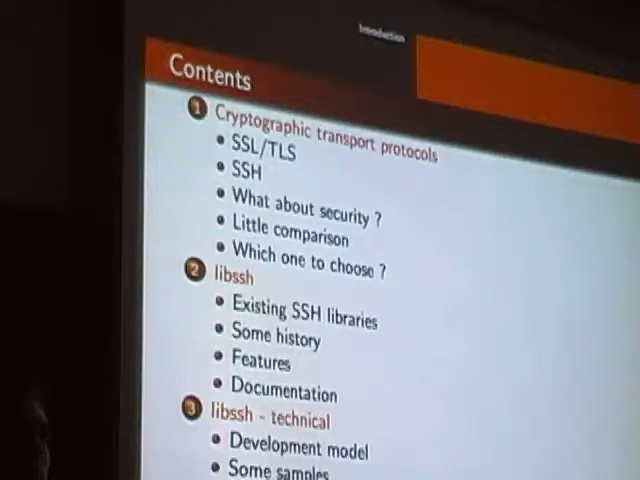 Introduction
Contents
1 Cryptographic transport protocols
• SSL/TLS
• SSH
• What about security ?
• Little comparison
• Which one to choose ?
2 libssh
• Existing SSH libraries
• Some history
• Features
• Documentation
3 libssh - technical
• Development model
• Some samples